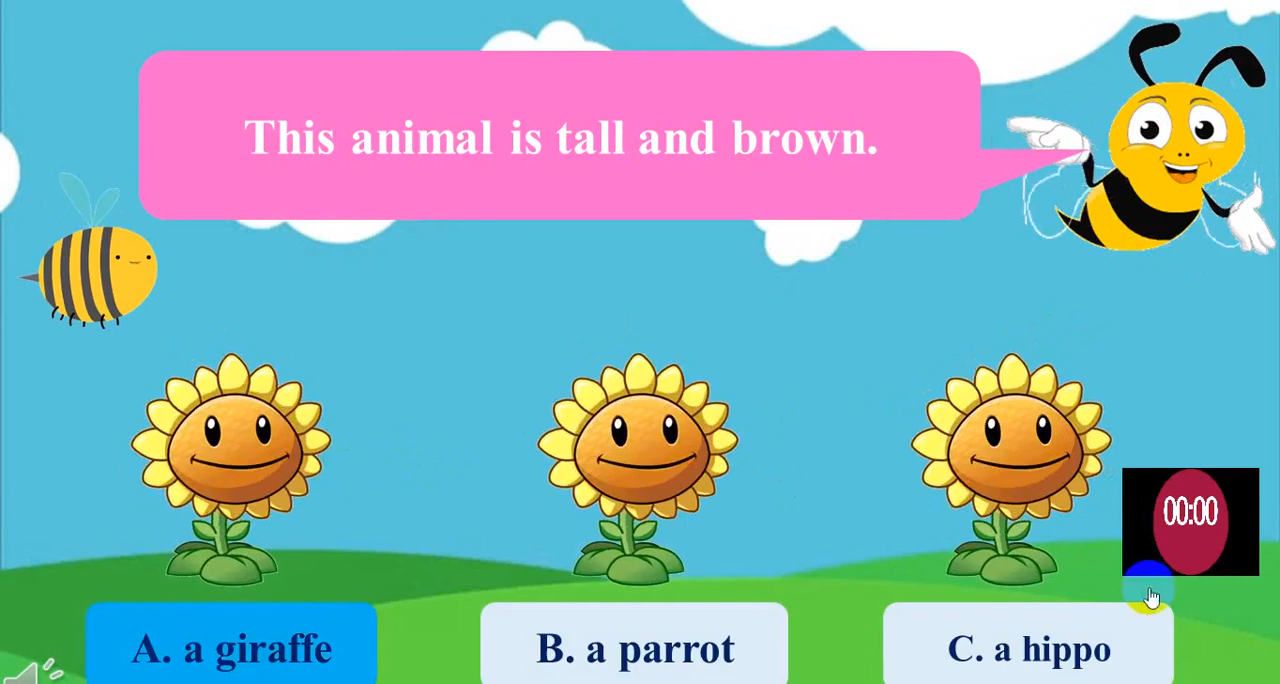 This animal is tall and brown.
00:00
A. a giraffe
B. a parrot
C. a hippo